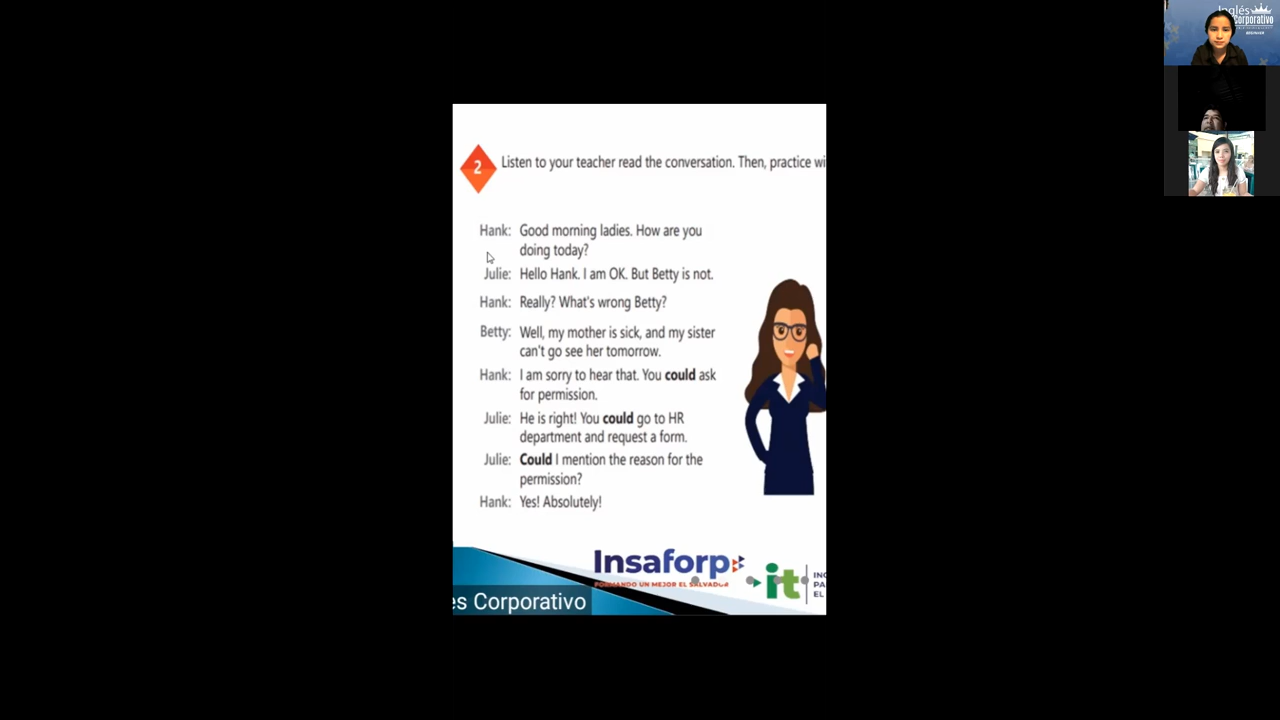 Inglés
Corporativo
BEGINNER
2
Listen to your teacher read the conversation. Then, practice wi
Hank: Good morning ladies. How are you
doing today?
Julie: Hello Hank. I am OK. But Betty is not.
Hank: Really? What's wrong Betty?
Betty: Well, my mother is sick, and my sister
can't go see her tomorrow.
Hank: I am sorry to hear that. You could ask
for permission.
Julie: He is right! You could go to HR
department and request a form.
Julie: Could I mention the reason for the
permission?
Hank: Yes! Absolutely!
Insaforp
FORMANDO UN MEJOR EL SALVADOR
it
ING
PA
EL
es Corporativo